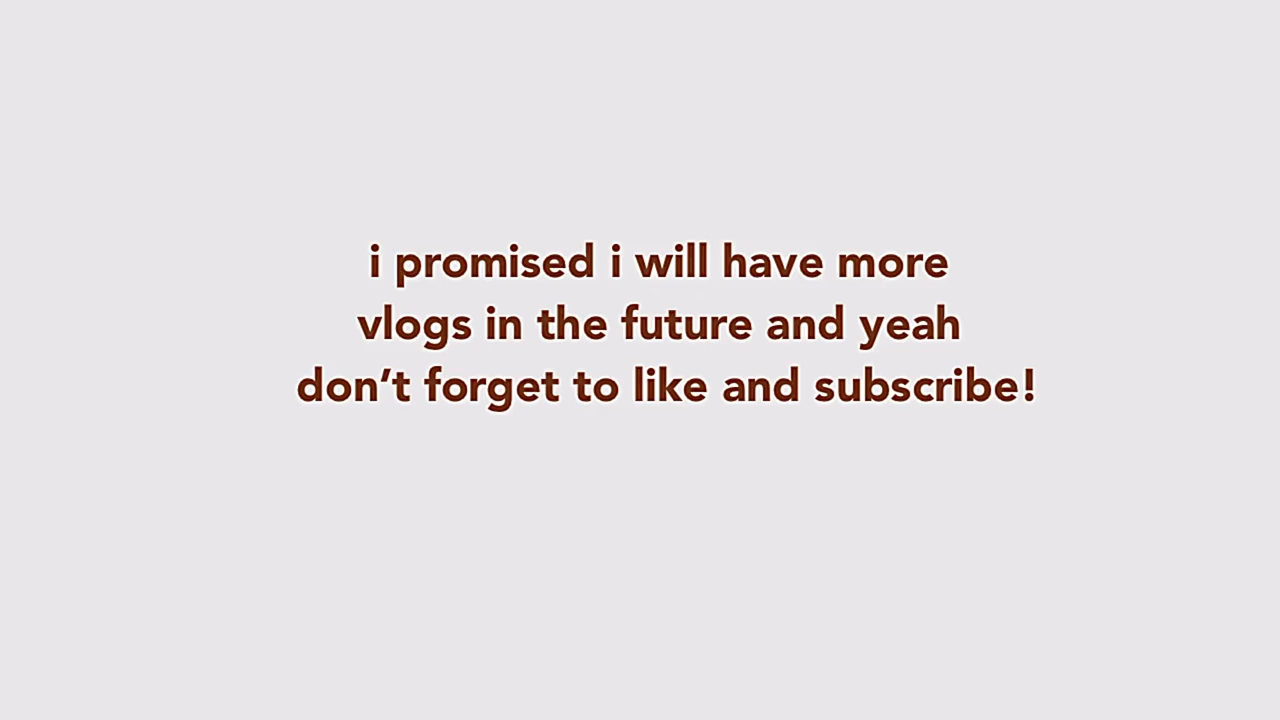 i promised i will have more
vlogs in the future and yeah
don’t forget to like and subscribe!